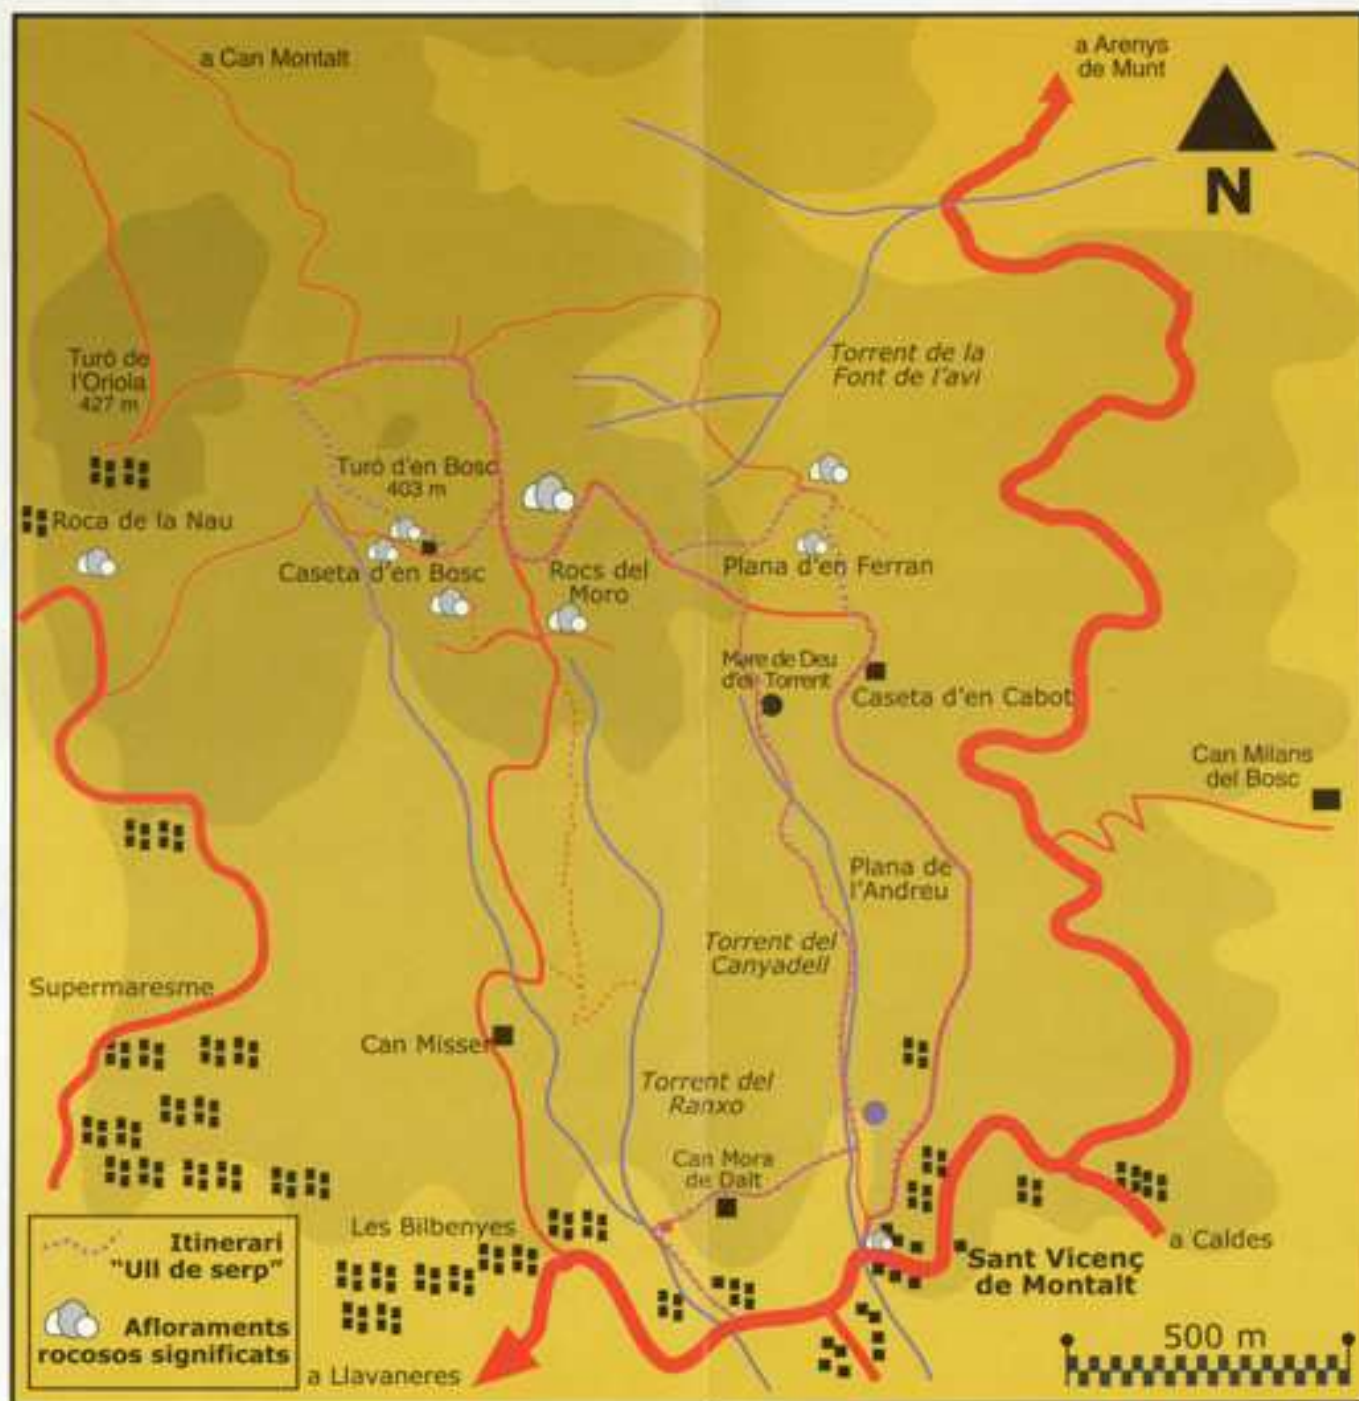 a Can Montalt
a Arenys
de Munt
N
Torrent de la
Font de l'avi
Turó de
l'Oriola
427 m
Turó d'en Bosc
403 m
Roca de la Nau
Caseta d'en Bosc
Rocs del
Moro
Plana d'en Ferran
Mare de Deu
d'el Torrent
Caseta d'en Cabot
Can Milans
del Bosc
Plana de
l'Andreu
Torrent del
Canyadell
Supermaresme
Can Misser
Torrent del
Ranxo
Can Mora
de Dalt
Les Bilbenyes
a Caldes
Sant Vicenç
de Montalt
Itinerari
"Ull de serp"
Afloraments
rocosos significats
a Llavaneres
500 m